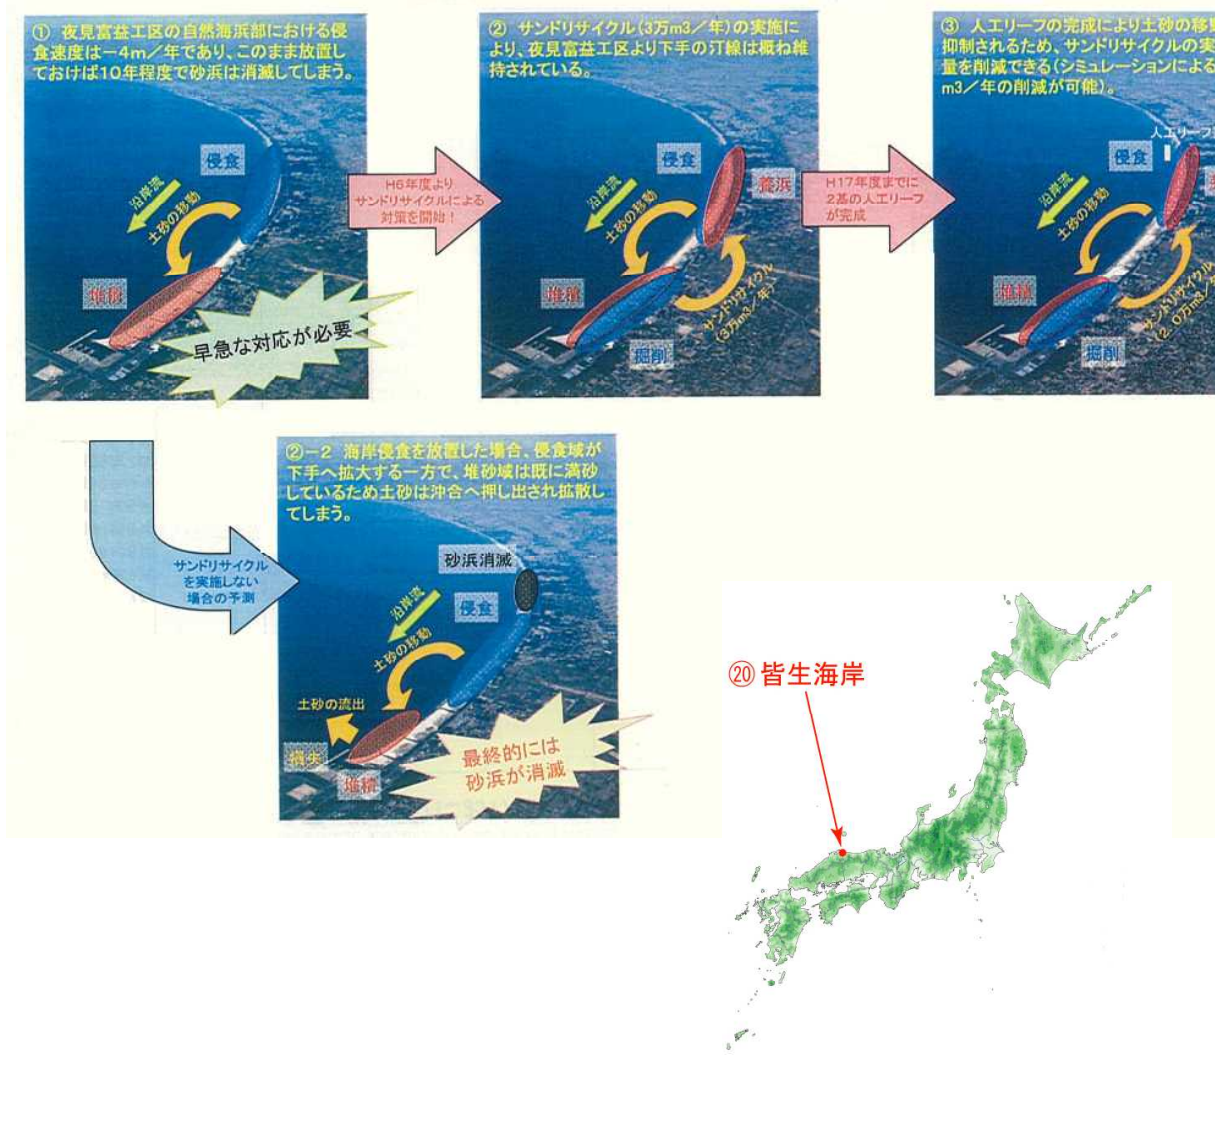 ① 夜見富益工区の自然海浜部における侵
食速度は－4m／年であり、このまま放置し
ておけば10年程度で砂浜は消滅してしまう。
侵食
沿岸流
土砂の移動
堆積
早急な対応が必要
H6年度より
サンドリサイクルによる
対策を開始！
② サンドリサイクル(3万m3／年)の実施に
より、夜見富益工区より下手の汀線は概ね維
持されている。
侵食
養浜
沿岸流
土砂の移動
堆積
サンドリサイクル
(3万m3／年)
掘削
H17年度までに
2基の人工リーフ
が完成
③ 人工リーフの完成により土砂の移動
抑制されるため、サンドリサイクルの実
量を削減できる(シミュレーションによる
m3／年の削減が可能)。
人工リーフ
侵食
沿岸流
土砂の移動
堆積
サンドリサイクル
(2．0万m3／年
掘削
サンドリサイクル
を実施しない
場合の予測
②－2 海岸侵食を放置した場合、侵食域が
下手へ拡大する一方で、堆砂域は既に満砂
しているため土砂は沖合へ押し出され拡散し
てしまう。
砂浜消滅
侵食
沿岸流
土砂の移動
土砂の流出
損失
堆積
最終的には
砂浜が消滅
⑳ 皆生海岸